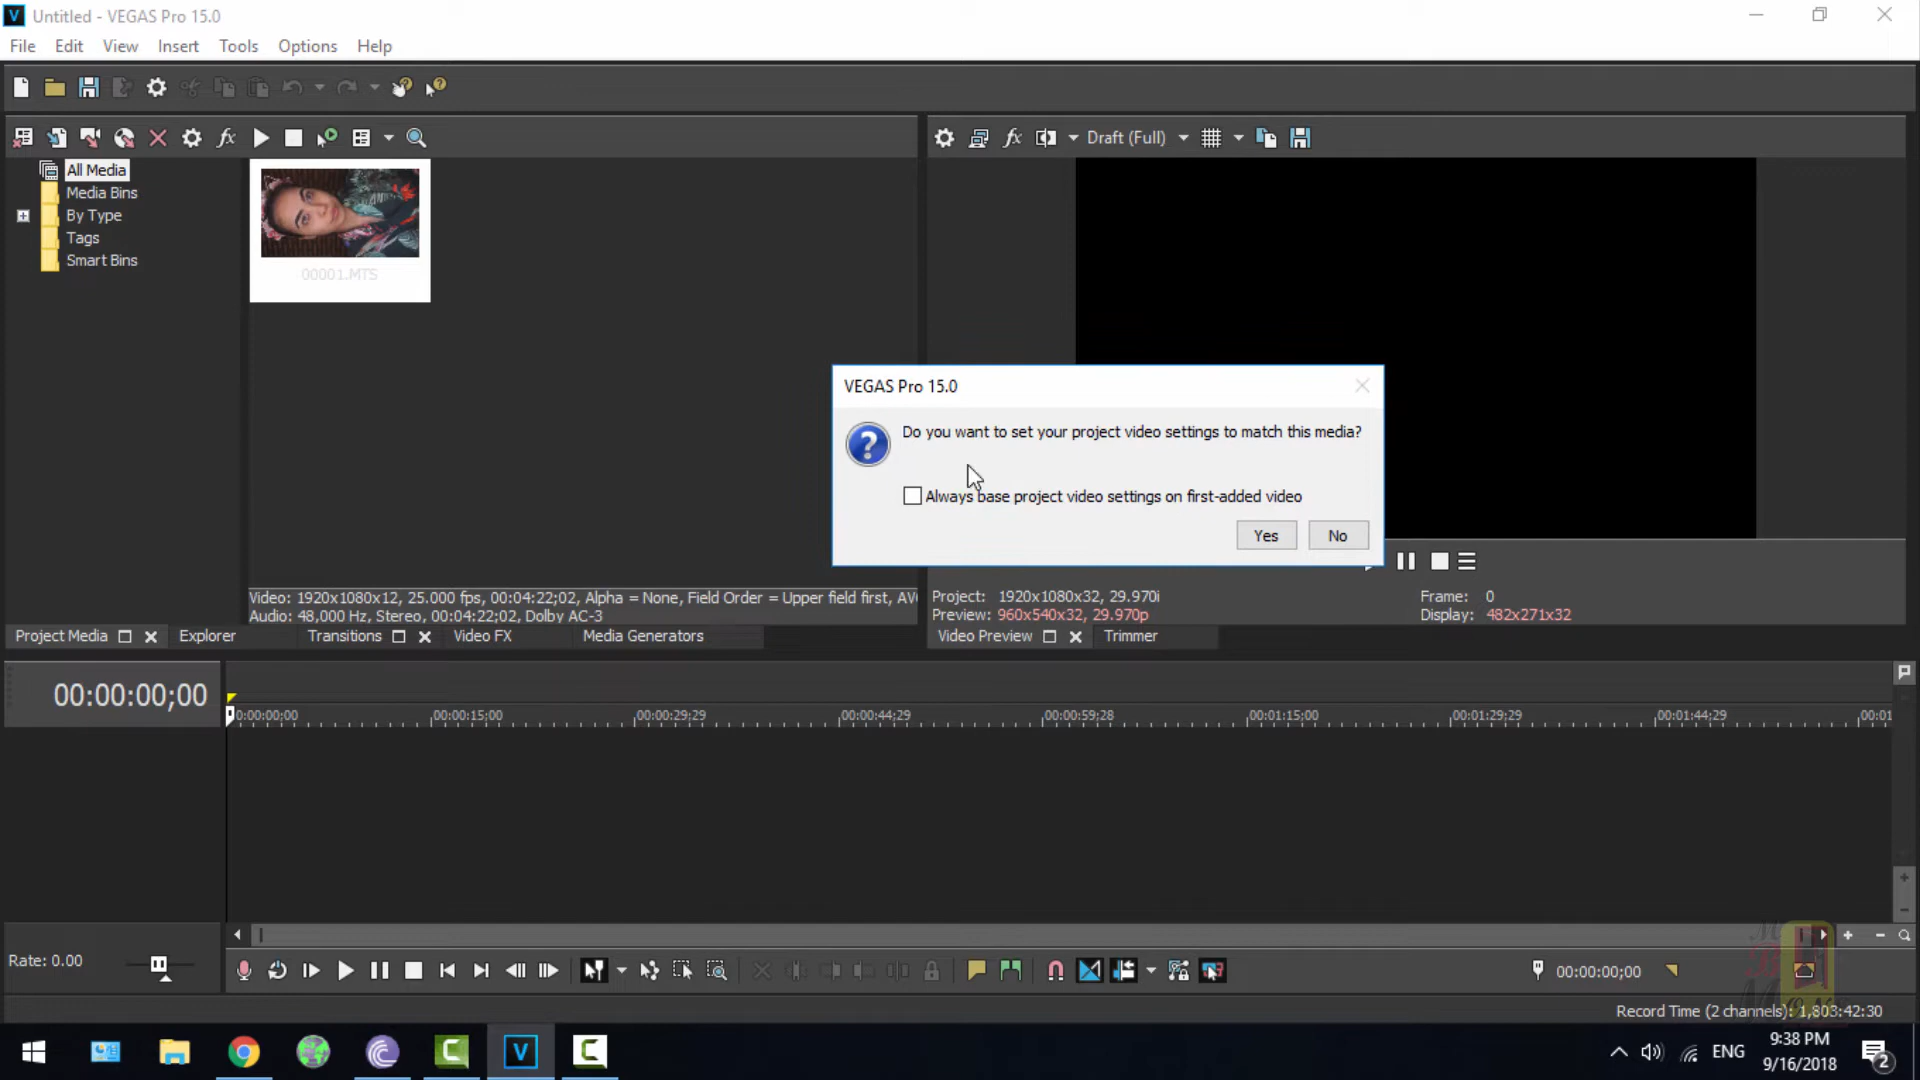 Untitled - VEGAS Pro 15.0
File Edit View Insert Tools Options Help
Draft (Full)
All Media
Media Bins
By Type
Tags
Smart Bins
00001.MTS
VEGAS Pro 15.0
Do you want to set your project video settings to match this media?
Always base project video settings on first-added video
Yes No
Video: 1920x1080x12, 25.000 fps, 00:04:22;02, Alpha = None, Field Order = Upper field first, AV
Audio: 48,000 Hz, Stereo, 00:04:22;02, Dolby AC-3
Project: 1920x1080x32, 29.970i
Preview: 960x540x32, 29.970p
Frame: 0
Display: 482x271x32
Project Media Explorer Transitions Video FX Media Generators
Video Preview Trimmer
00:00:00;00
0:00:00;00 00:00:15;00 00:00:29;29 00:00:44;29 00:00:59;28 00:01:15;00 00:01:29;29 00:01:44;29 00:01
Rate: 0.00
00:00:00;00
Record Time (2 channels): 1,803:42:30
ENG
9:38 PM
9/16/2018
2